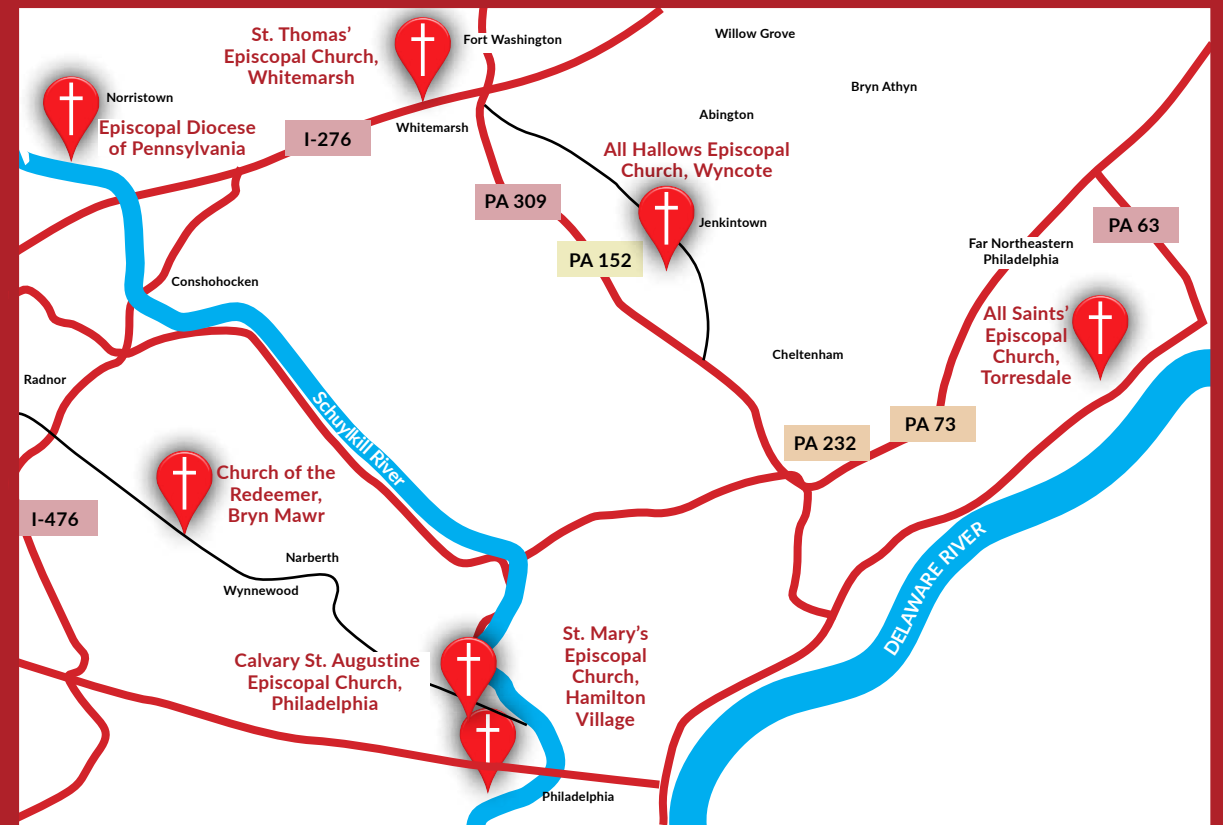 St. Thomas’
Episcopal Church,
Whitemarsh
Fort Washington
Willow Grove
Bryn Athyn
Norristown
Episcopal Diocese
of Pennsylvania
I-276
Whitemarsh
Abington
All Hallows Episcopal
Church, Wyncote
PA 309
Jenkintown
PA 63
PA 152
Far Northeastern
Philadelphia
Conshohocken
All Saints’
Episcopal
Church,
Torresdale
Cheltenham
Radnor
Schuylkill River
PA 73
PA 232
Church of the
Redeemer,
Bryn Mawr
I-476
Narberth
Wynnewood
DELAWARE RIVER
Calvary St. Augustine
Episcopal Church,
Philadelphia
St. Mary’s
Episcopal
Church,
Hamilton
Village
Philadelphia